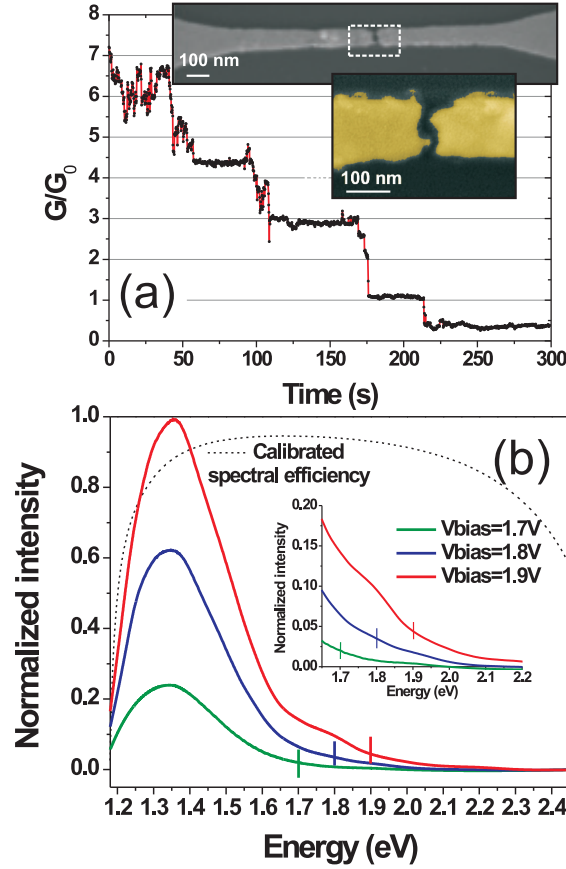 8
7
6
5
4
3
2
1
0
G/G0
100 nm
100 nm
(a)
0 50 100 150 200 250 300
Time (s)
1.0
0.8
0.6
0.4
0.2
0.0
Normalized intensity
Calibrated
spectral efficiency
(b)
Vbias=1.7V
Vbias=1.8V
Vbias=1.9V
0,20
0,15
0,10
0,05
0,00
Normalized intensity
1.7 1.8 1.9 2.0 2.1 2.2
Energy (eV)
1.2 1.3 1.4 1.5 1.6 1.7 1.8 1.9 2.0 2.1 2.2 2.3 2.4
Energy (eV)